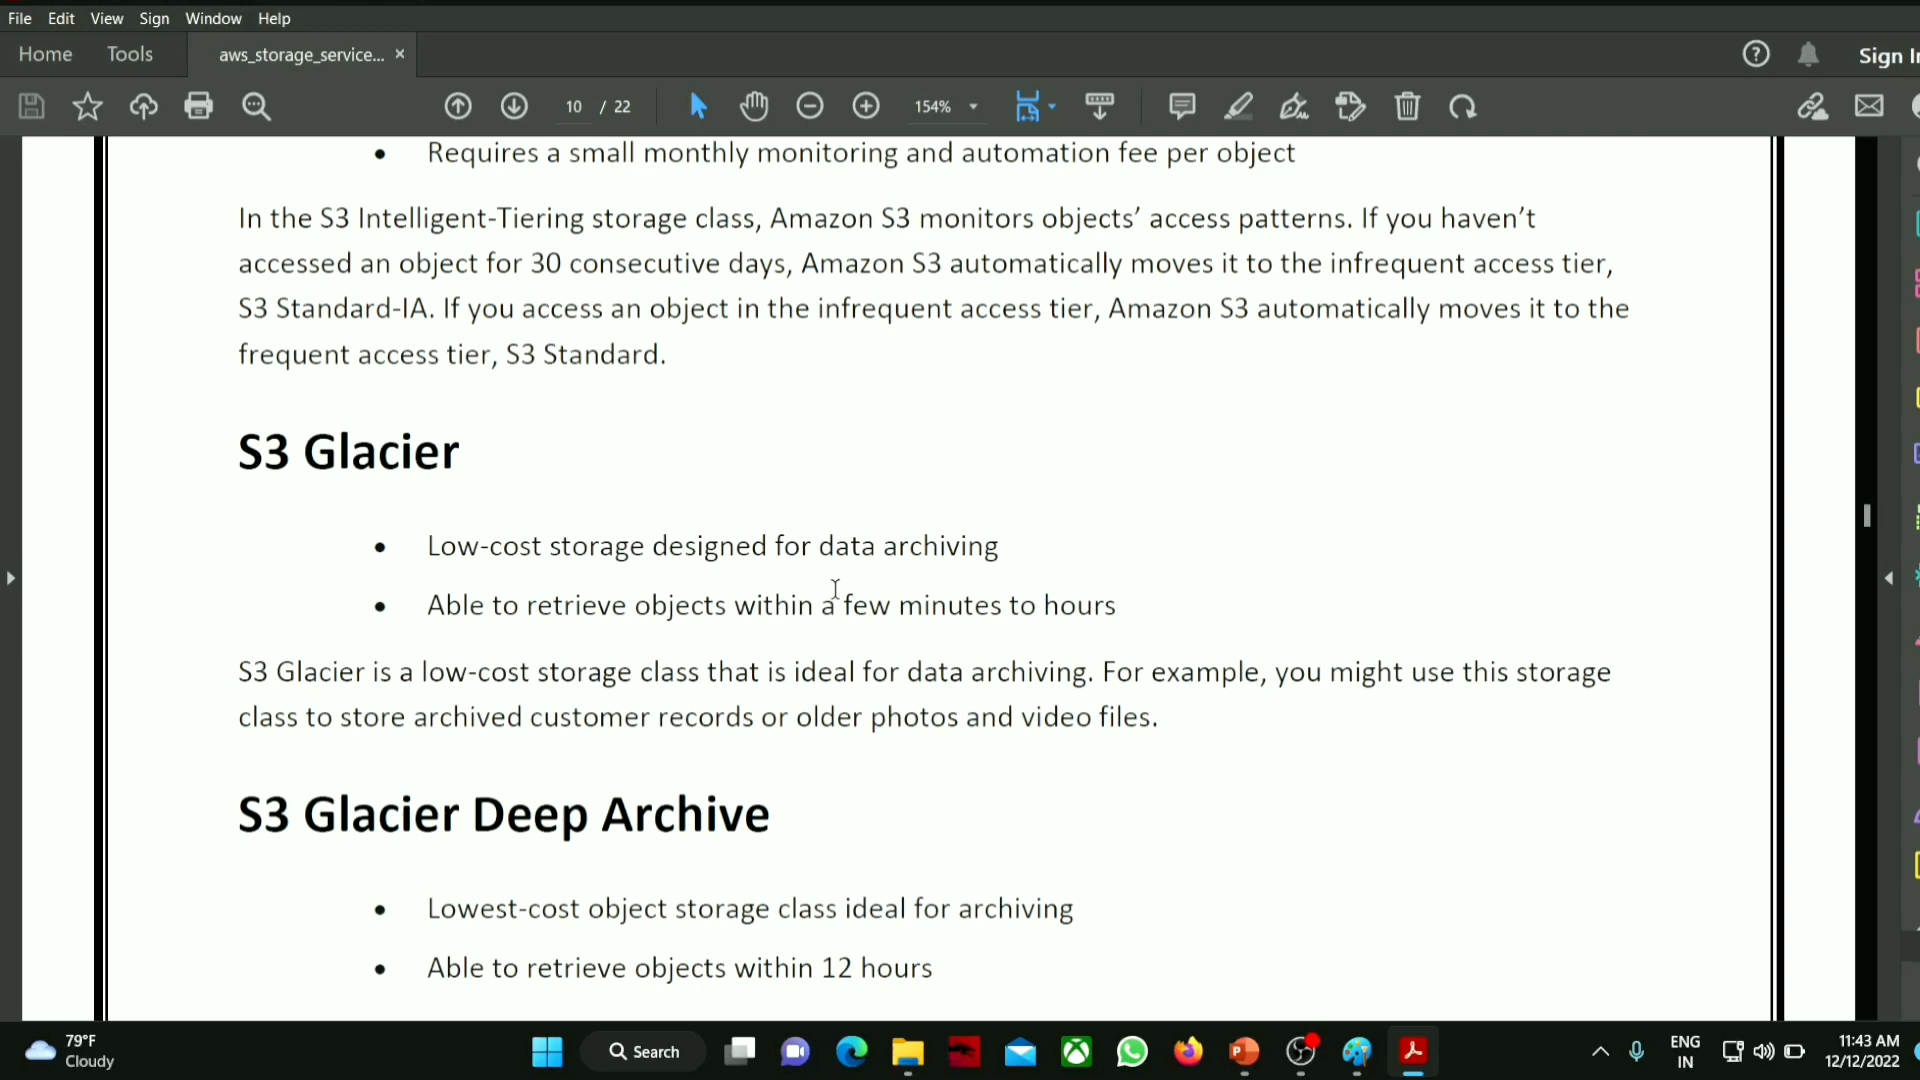 File Edit View Sign Window Help
Home Tools aws_storage_service... ×
Sign
10 / 22 154%
• Requires a small monthly monitoring and automation fee per object
In the S3 Intelligent-Tiering storage class, Amazon S3 monitors objects’ access patterns. If you haven’t
accessed an object for 30 consecutive days, Amazon S3 automatically moves it to the infrequent access tier,
S3 Standard-IA. If you access an object in the infrequent access tier, Amazon S3 automatically moves it to the
frequent access tier, S3 Standard.
S3 Glacier
• Low-cost storage designed for data archiving
• Able to retrieve objects within a few minutes to hours
S3 Glacier is a low-cost storage class that is ideal for data archiving. For example, you might use this storage
class to store archived customer records or older photos and video files.
S3 Glacier Deep Archive
• Lowest-cost object storage class ideal for archiving
• Able to retrieve objects within 12 hours
79°F
Cloudy
Search
ENG
IN
11:43 AM
12/12/2022